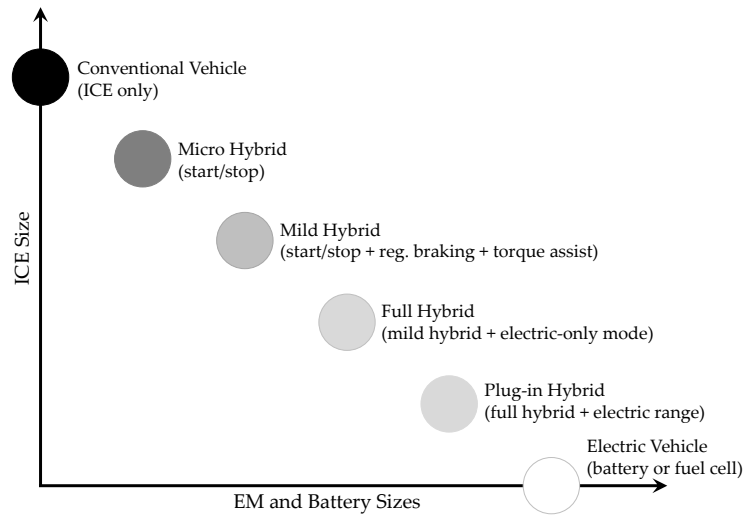 Conventional Vehicle
(ICE only)
Micro Hybrid
(start/stop)
Mild Hybrid
(start/stop + reg. braking + torque assist)
Full Hybrid
(mild hybrid + electric-only mode)
Plug-in Hybrid
(full hybrid + electric range)
Electric Vehicle
(battery or fuel cell)
ICE Size
EM and Battery Sizes